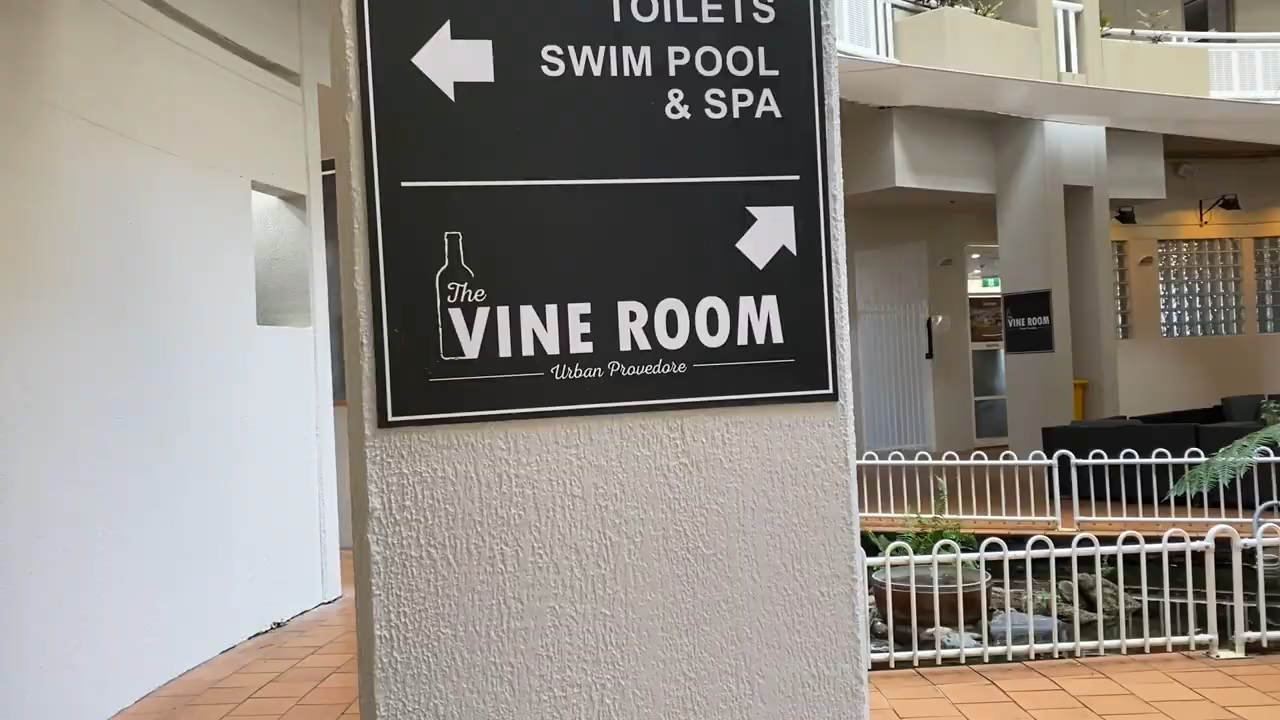 TOILETS
SWIM POOL
& SPA
The
VINE ROOM
Urban Provedore
VINE ROOM